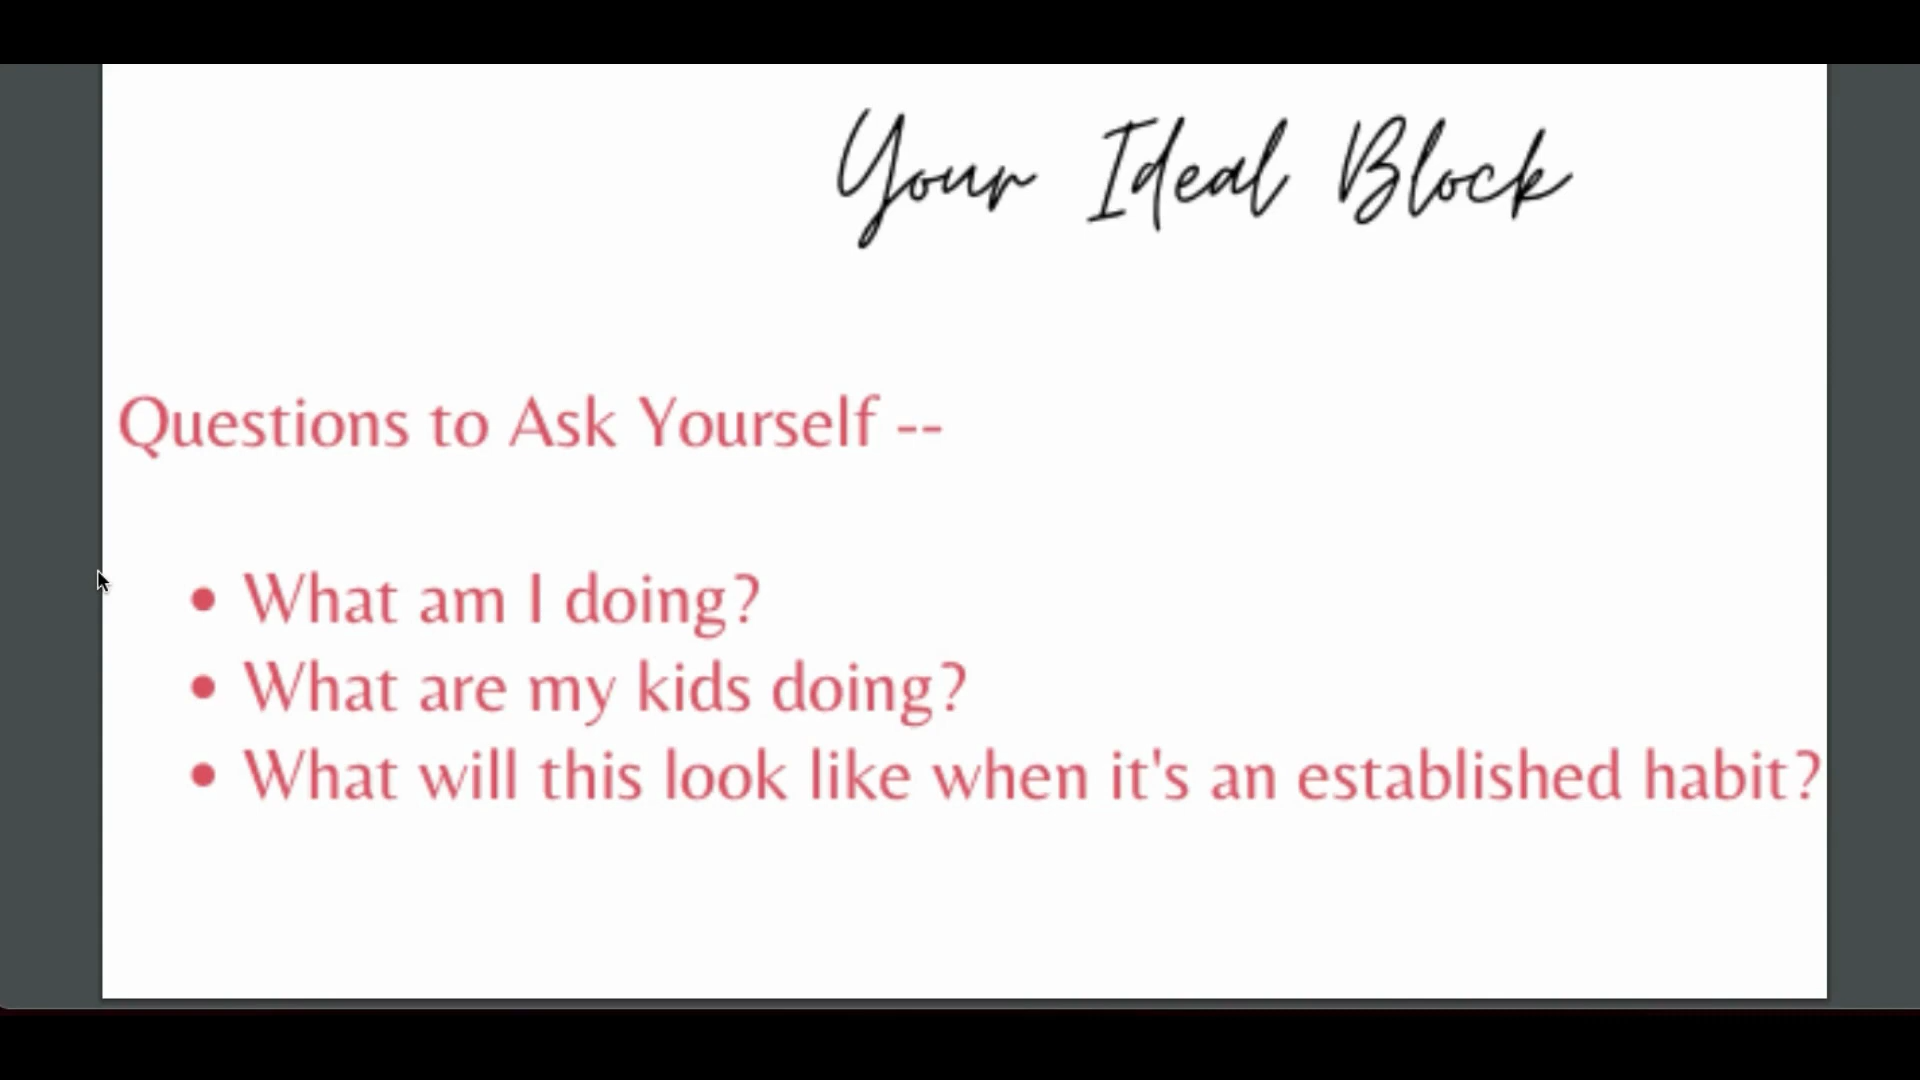 Your Ideal Block
Questions to Ask Yourself --
• What am I doing?
• What are my kids doing?
• What will this look like when it's an established habit?